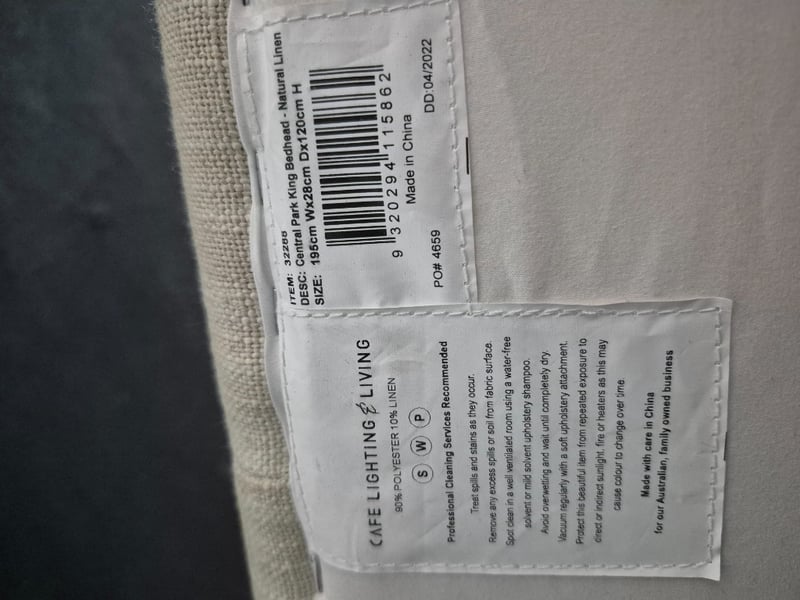 ITEM: 32288
DESC: Central Park King Bedhead - Natural Linen
SIZE: 195cm Wx28cm Dx120cm H
9 320294 115862
Made in China
PO# 4659 DD:04/2022
CAFE LIGHTING & LIVING
90% POLYESTER 10% LINEN
S W P
Professional Cleaning Services Recommended
Treat spills and stains as they occur.
Remove any excess spills or soil from fabric surface.
Spot clean in a well ventilated room using a water-free
solvent or mild solvent upholstery shampoo.
Avoid overwetting and wait until completely dry.
Vacuum regularly with a soft upholstery attachment.
Protect this beautiful item from repeated exposure to
direct or indirect sunlight, fire or heaters as this may
cause colour to change over time.
Made with care in China
for our Australian, family owned business